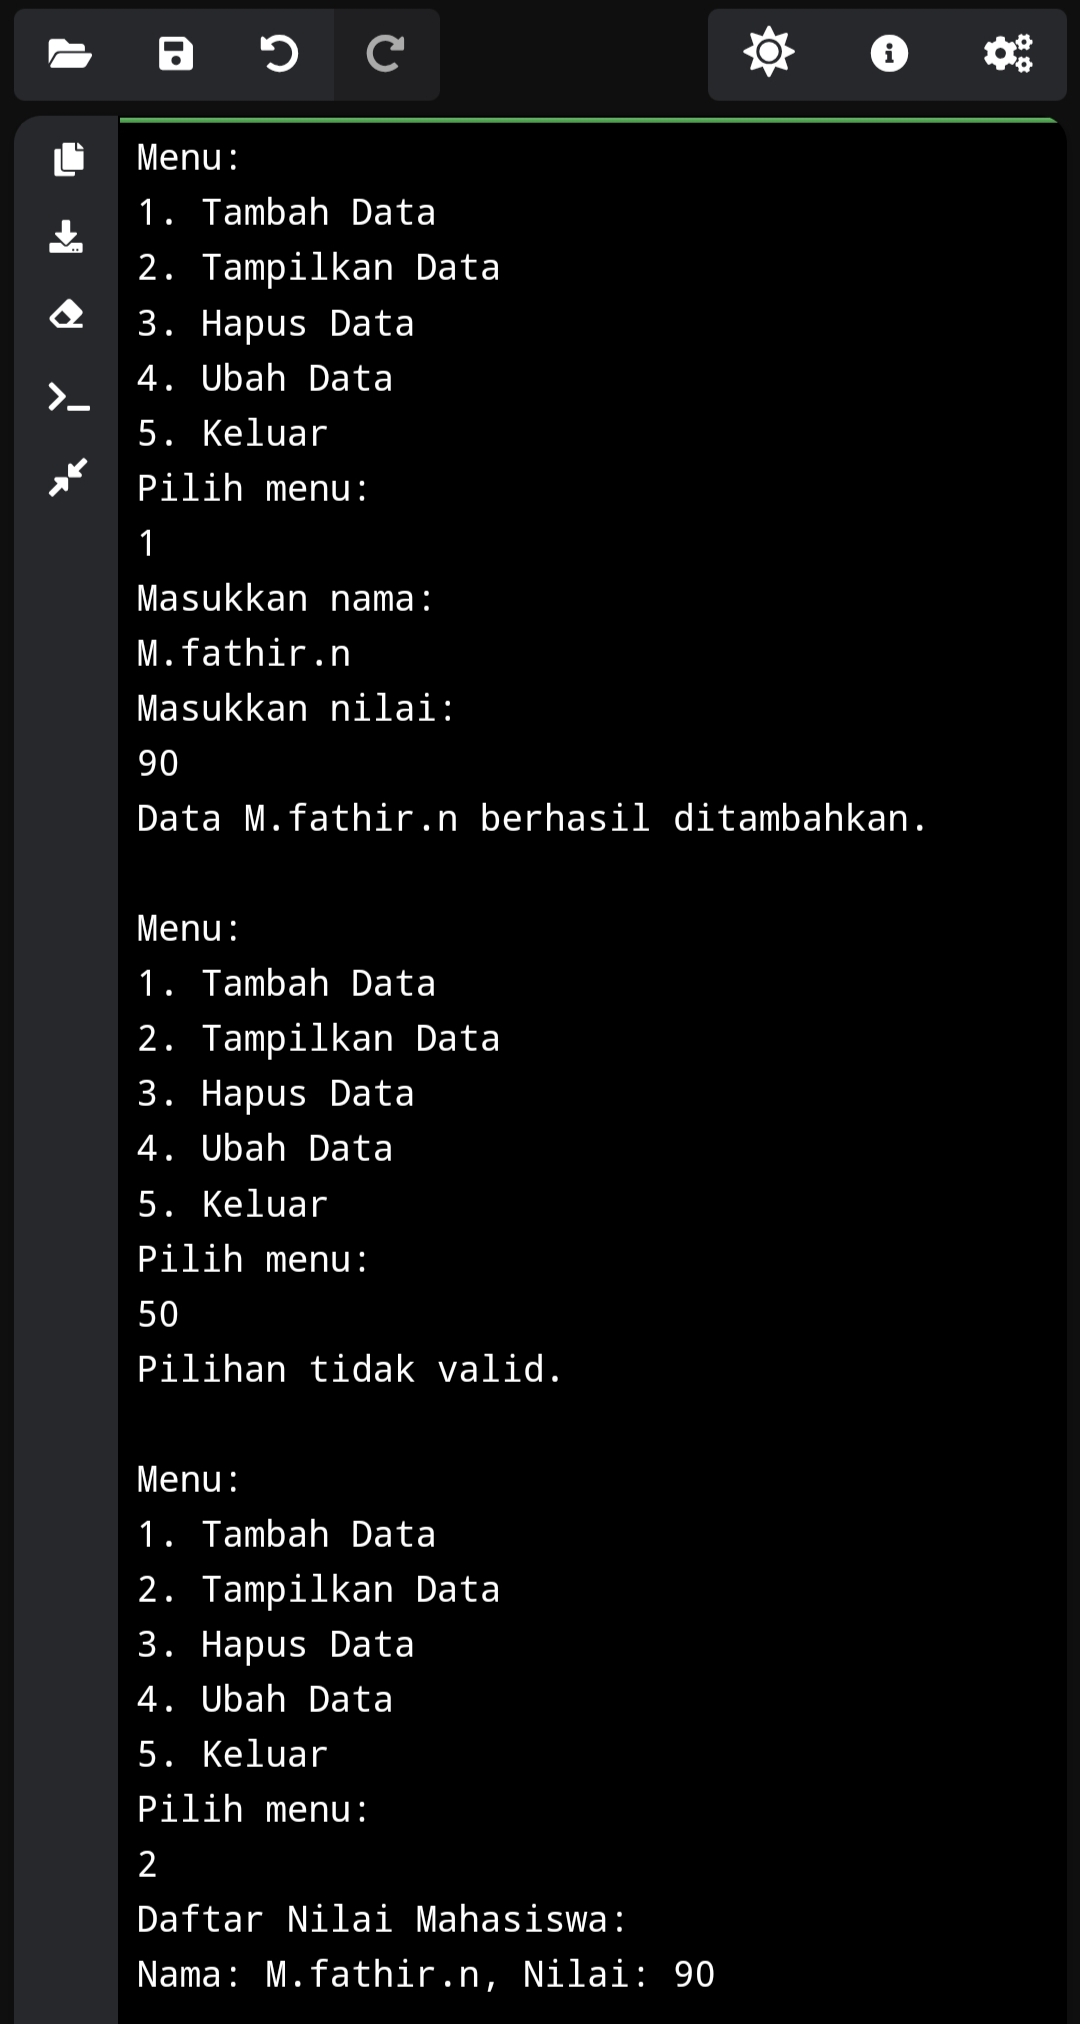 Menu:
1. Tambah Data
2. Tampilkan Data
3. Hapus Data
4. Ubah Data
5. Keluar
Pilih menu:
1
Masukkan nama:
M.fathir.n
Masukkan nilai:
90
Data M.fathir.n berhasil ditambahkan.

Menu:
1. Tambah Data
2. Tampilkan Data
3. Hapus Data
4. Ubah Data
5. Keluar
Pilih menu:
50
Pilihan tidak valid.

Menu:
1. Tambah Data
2. Tampilkan Data
3. Hapus Data
4. Ubah Data
5. Keluar
Pilih menu:
2
Daftar Nilai Mahasiswa:
Nama: M.fathir.n, Nilai: 90